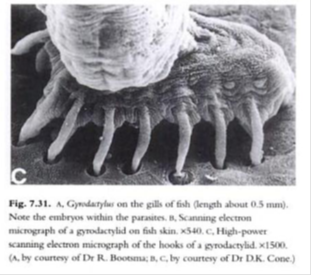 C
Fig. 7.31. A, Gyrodactylus on the gills of fish (length about 0.5 mm).
Note the embryos within the parasites. B, Scanning electron
micrograph of a gyrodactylid on fish skin. ×540. C, High-power
scanning electron micrograph of the hooks of a gyrodactylid. ×1500.
(A, by courtesy of Dr R. Bootsma; B, C, by courtesy of Dr D.K. Cone.)